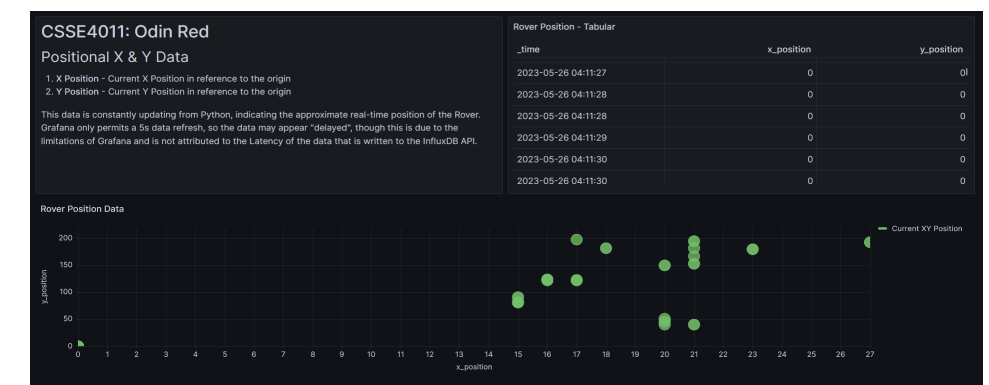 CSSE4011: Odin Red
Positional X & Y Data
1. X Position - Current X Position in reference to the origin
2. Y Position - Current Y Position in reference to the origin
This data is constantly updating from Python, indicating the approximate real-time position of the Rover.
Grafana only permits a 5s data refresh, so the data may appear "delayed", though this is due to the
limitations of Grafana and is not attributed to the Latency of the data that is written to the InfluxDB API.
Rover Position - Tabular
_time x_position y_position
2023-05-26 04:11:27 0 0
2023-05-26 04:11:28 0 0
2023-05-26 04:11:28 0 0
2023-05-26 04:11:29 0 0
2023-05-26 04:11:30 0 0
2023-05-26 04:11:30 0 0
Rover Position Data
Current XY Position
200
150
100
50
0
y_position
0 1 2 3 4 5 6 7 8 9 10 11 12 13 14 15 16 17 18 19 20 21 22 23 24 25 26 27
x_position